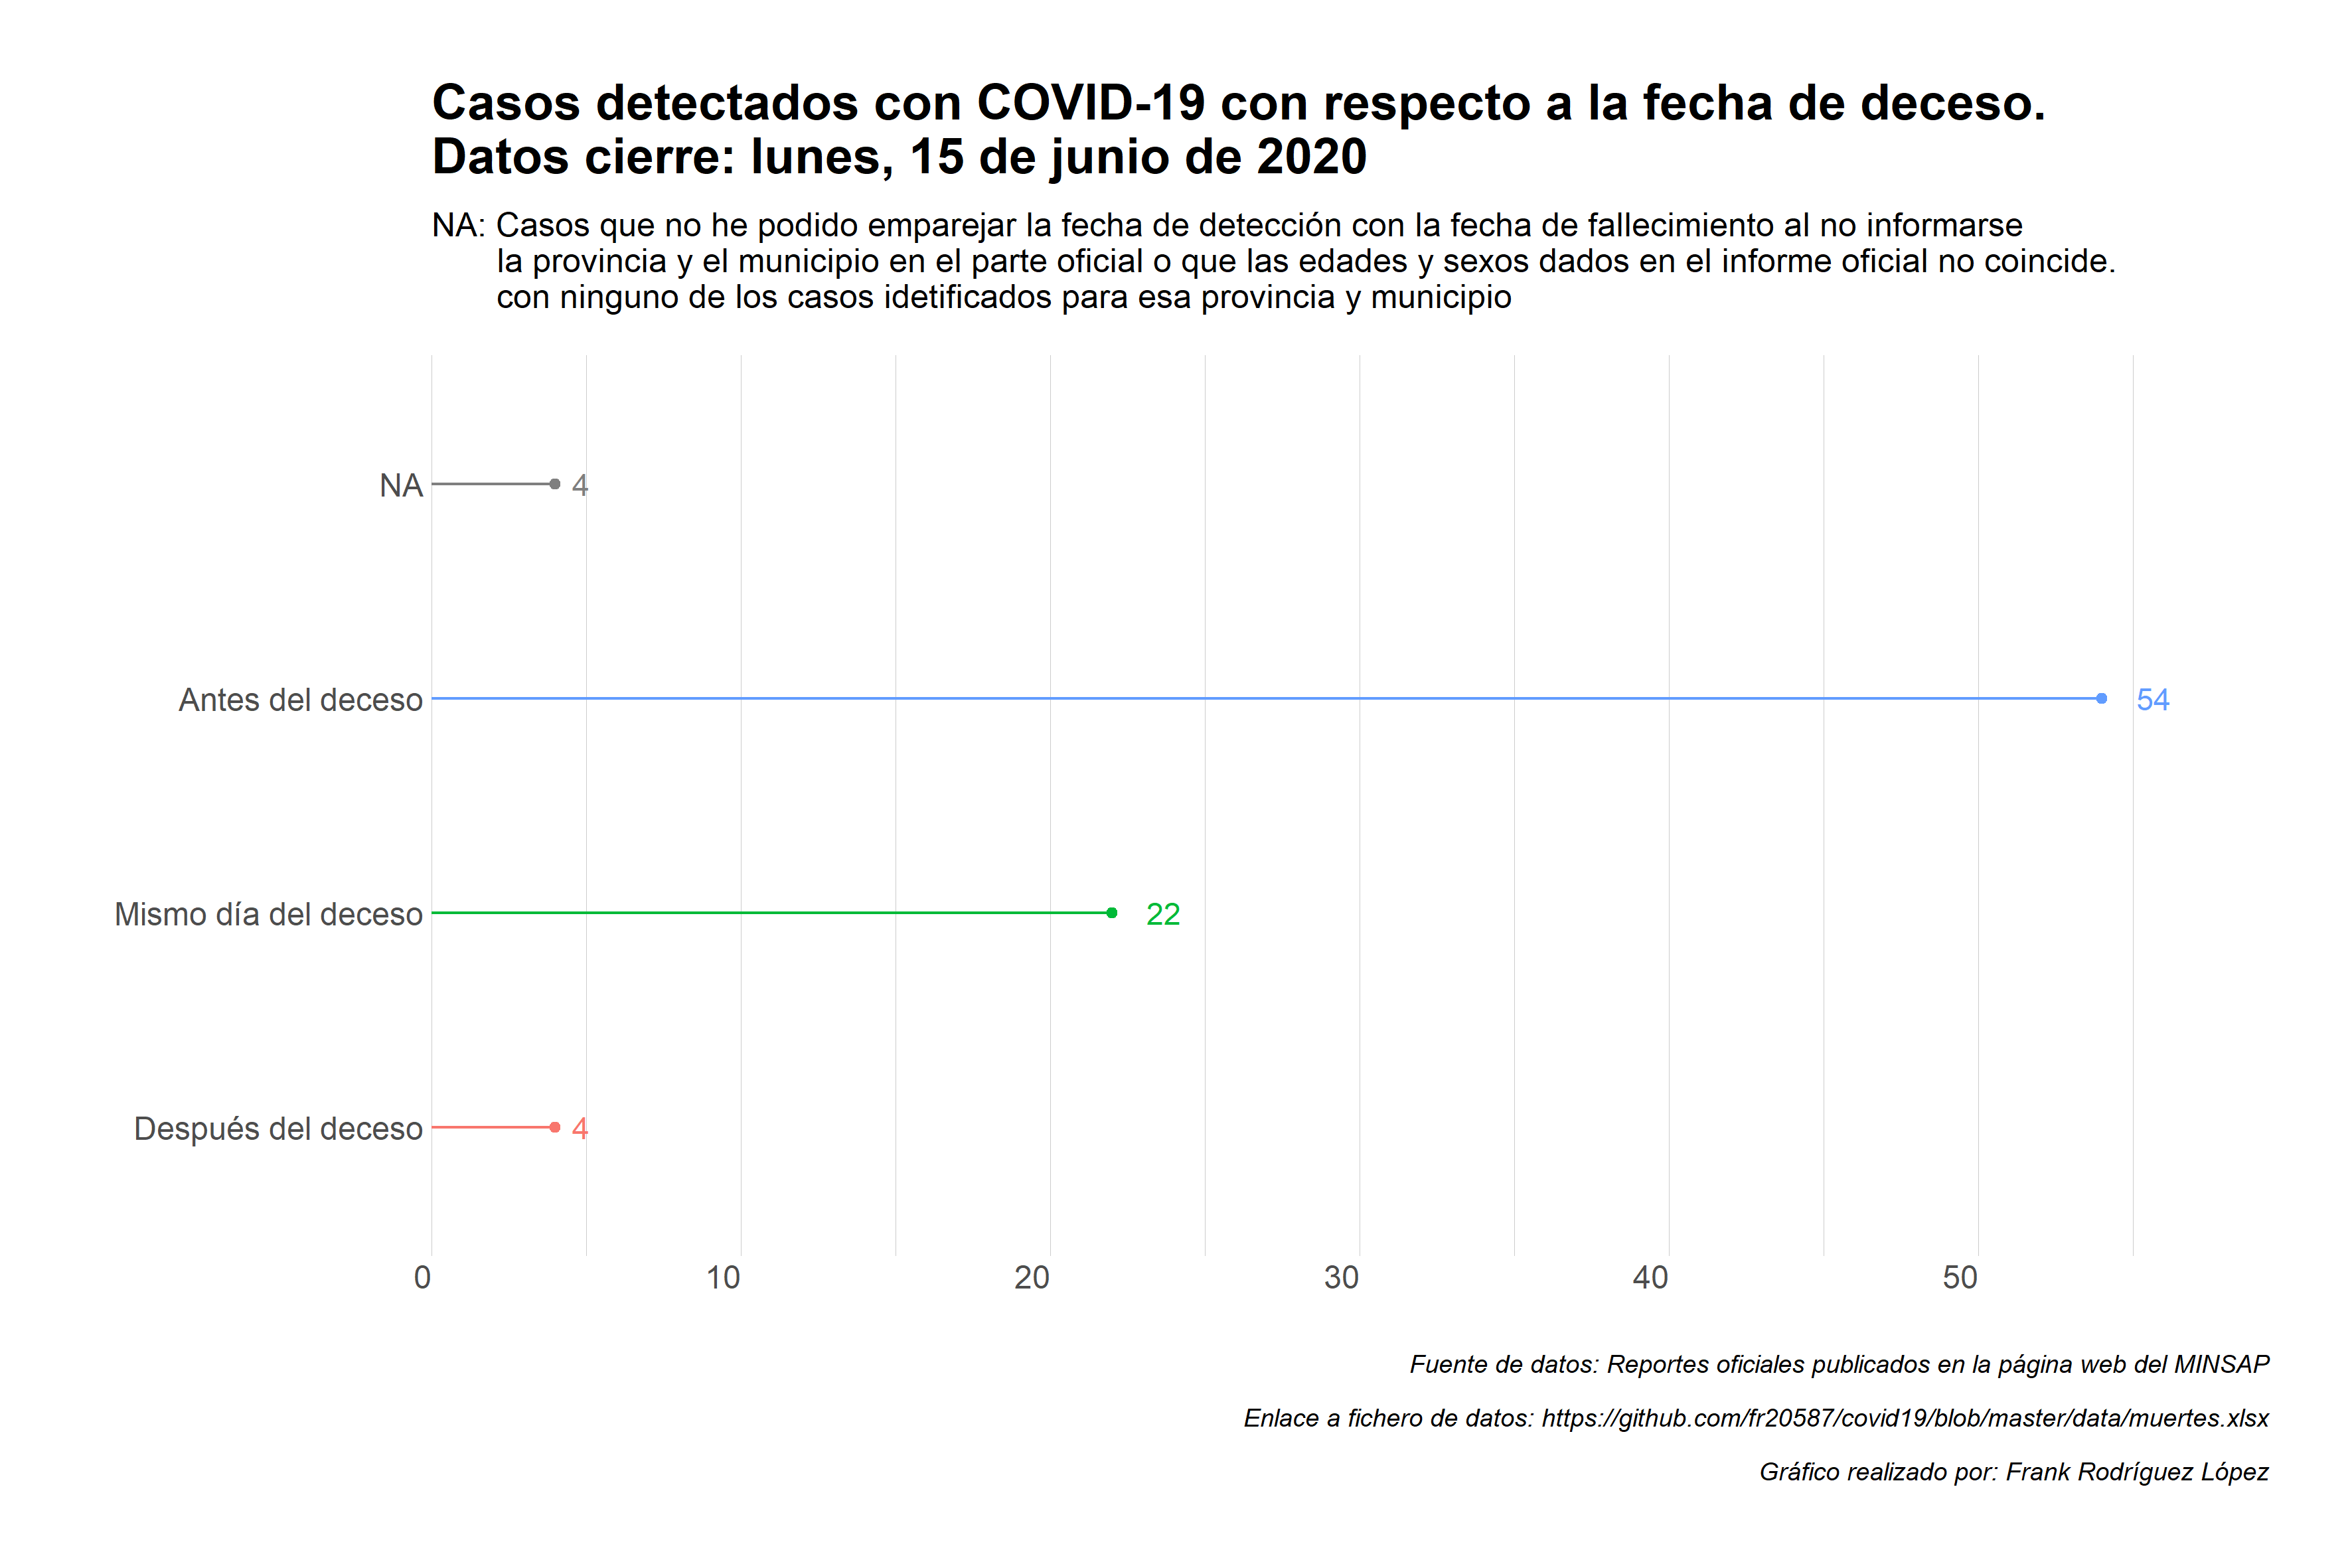 Casos detectados con COVID-19 con respecto a la fecha de deceso.
Datos cierre: lunes, 15 de junio de 2020
NA: Casos que no he podido emparejar la fecha de detección con la fecha de fallecimiento al no informarse
la provincia y el municipio en el parte oficial o que las edades y sexos dados en el informe oficial no coincide.
con ninguno de los casos idetificados para esa provincia y municipio
NA 4
Antes del deceso 54
Mismo día del deceso 22
Después del deceso 4
0 10 20 30 40 50
Fuente de datos: Reportes oficiales publicados en la página web del MINSAP
Enlace a fichero de datos: https://github.com/fr20587/covid19/blob/master/data/muertes.xlsx
Gráfico realizado por: Frank Rodríguez López